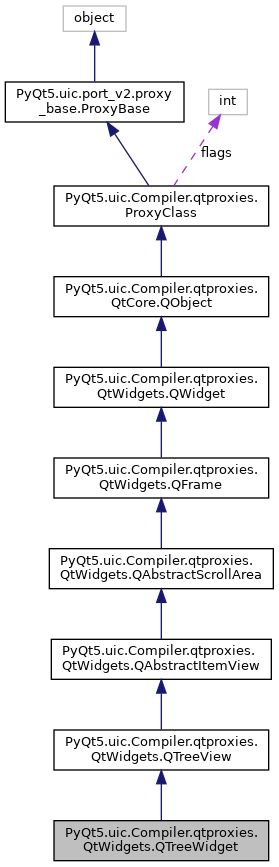 object
PyQt5.uic.port_v2.proxy
_base.ProxyBase
int
flags
PyQt5.uic.Compiler.qtproxies.
ProxyClass
PyQt5.uic.Compiler.qtproxies.
QtCore.QObject
PyQt5.uic.Compiler.qtproxies.
QtWidgets.QWidget
PyQt5.uic.Compiler.qtproxies.
QtWidgets.QFrame
PyQt5.uic.Compiler.qtproxies.
QtWidgets.QAbstractScrollArea
PyQt5.uic.Compiler.qtproxies.
QtWidgets.QAbstractItemView
PyQt5.uic.Compiler.qtproxies.
QtWidgets.QTreeView
PyQt5.uic.Compiler.qtproxies.
QtWidgets.QTreeWidget